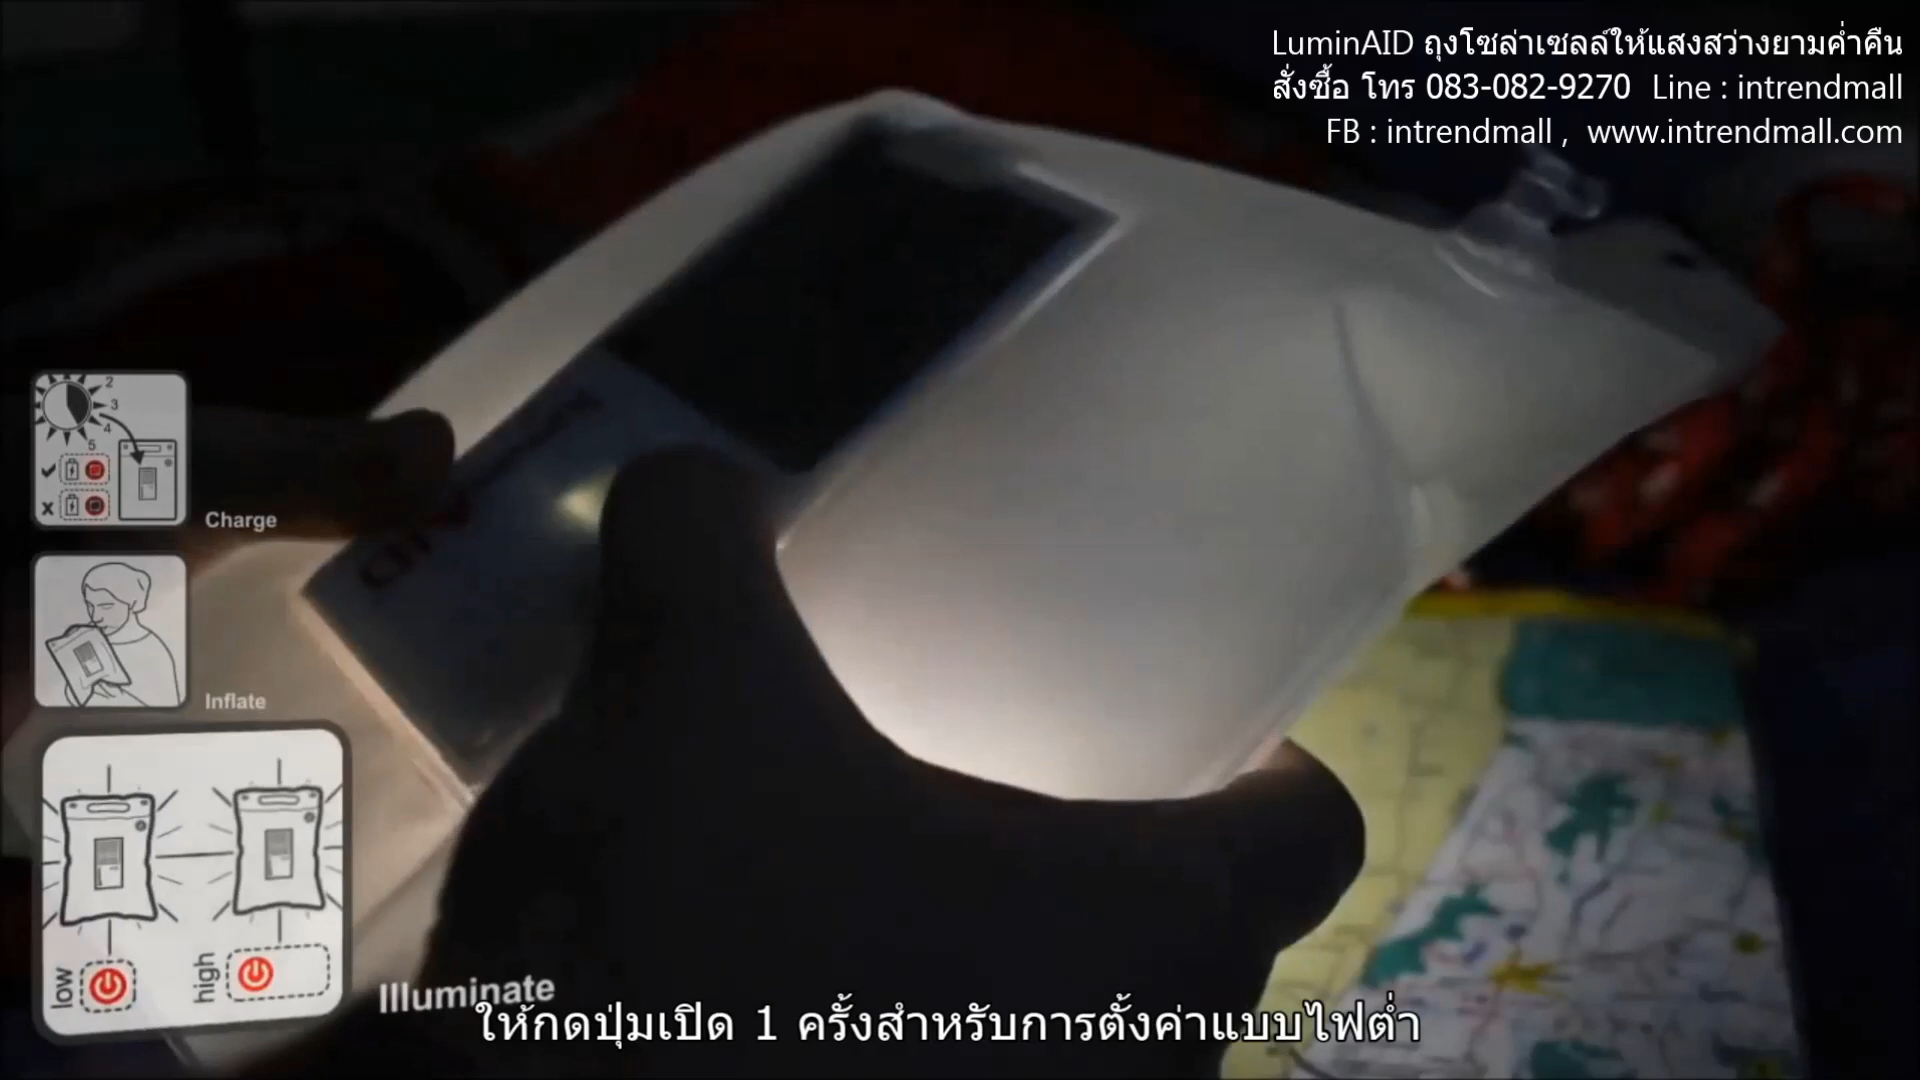 LuminAID ถุงโซล่าเซลล์ให้แสงสว่างยามค่ำคืน
สั่งซื้อ โทร 083-082-9270 Line : intrendmall
FB : intrendmall , www.intrendmall.com
2
3
4
5
Charge
Inflate
low
high
Illuminate
ให้กดปุ่มเปิด 1 ครั้งสำหรับการตั้งค่าแบบไฟต่ำ